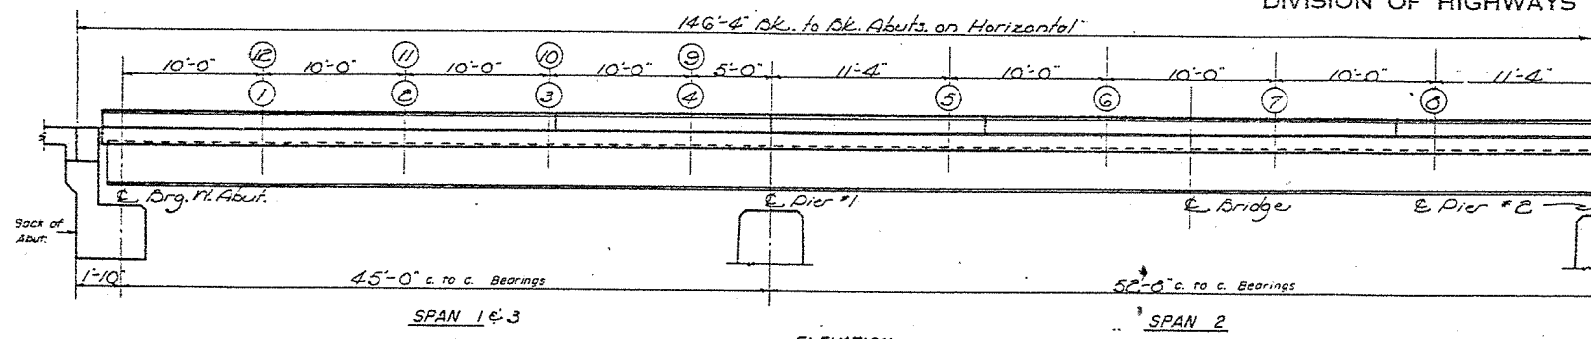 DIVISION OF HIGHWAYS
146'-4" Bk. to Bk. Abuts. on Horizontal
12 11 10 9
10'-0" 10'-0" 10'-0" 10'-0" 5'-0" 11'-4" 10'-0" 10'-0" 10'-0" 11'-4"
1 2 3 4 5 6 7 8
℄ Brg. N. Abut. ℄ Pier #1 ℄ Bridge ℄ Pier #2
Back of
Abut.
1'-10" 45'-0" c. to c. Bearings 52'-8" c. to c. Bearings
SPAN 1 & 3 SPAN 2
ELEVATION